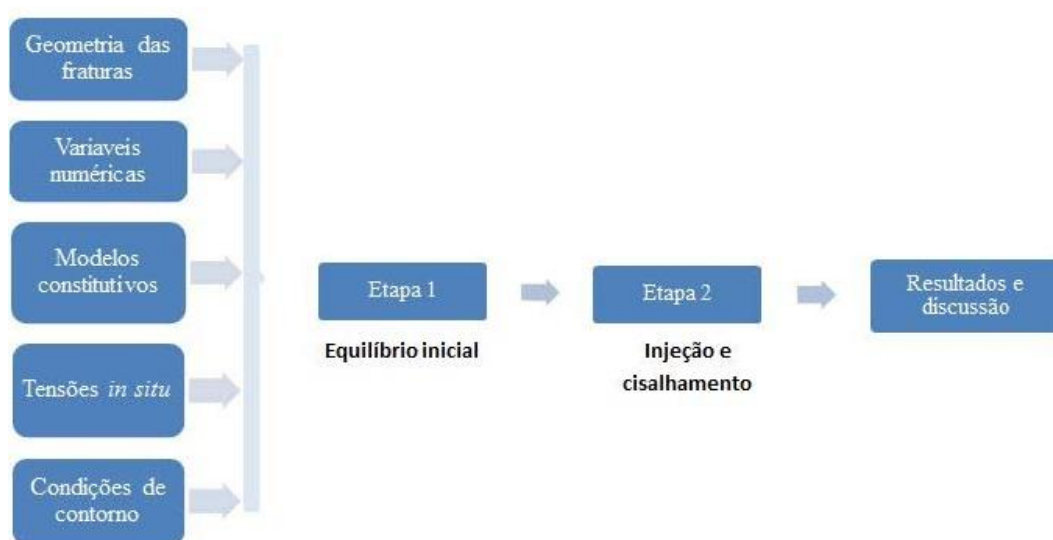 Geometria das
fraturas
Variaveis
numéricas
Modelos
constitutivos
Tensões in situ
Condições de
contorno
Etapa 1
Equilíbrio inicial
Etapa 2
Injeção e
cisalhamento
Resultados e
discussão